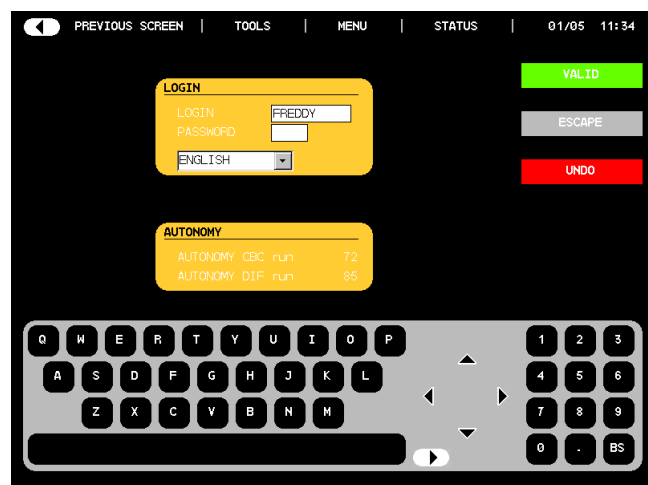 PREVIOUS SCREEN | TOOLS | MENU | STATUS | 01/05 11:34
VALID
LOGIN
LOGIN FREDDY
ESCAPE
PASSWORD
ENGLISH
UNDO
AUTONOMY
AUTONOMY CBC run 72
AUTONOMY DIF run 85
Q W E R T Y U I O P 1 2 3
A S D F G H J K L 4 5 6
Z X C V B N M 7 8 9
0 . BS